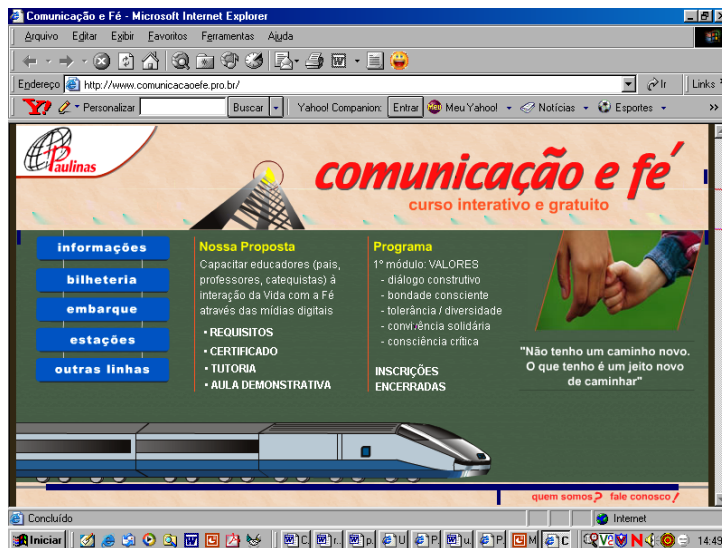 Comunicação e Fé - Microsoft Internet Explorer
Arquivo Egitar Exibir Favoritos Ferramentas Ajuda
Endereço http://www.comunicacaoefe.pro.br/ Ir Links
Y! Personalizar Buscar Yahoo! Companion: Entrar Meu Yahoo! Notícias Esportes »
Paulinas
comunicação e fé
curso interativo e gratuito
informações
bilheteria
embarque
estações
outras linhas
Nossa Proposta
Capacitar educadores (pais,
professores, catequistas) à
interação da Vida com a Fé
através das mídias digitais
• REQUISITOS
• CERTIFICADO
• TUTORIA
• AULA DEMONSTRATIVA
Programa
1º módulo: VALORES
- diálogo construtivo
- bondade consciente
- tolerância / diversidade
- convivência solidária
- consciência crítica
INSCRIÇÕES
ENCERRADAS
"Não tenho um caminho novo.
O que tenho é um jeito novo
de caminhar"
quem somos? fale conosco!
Concluído Internet
Iniciar 14:49